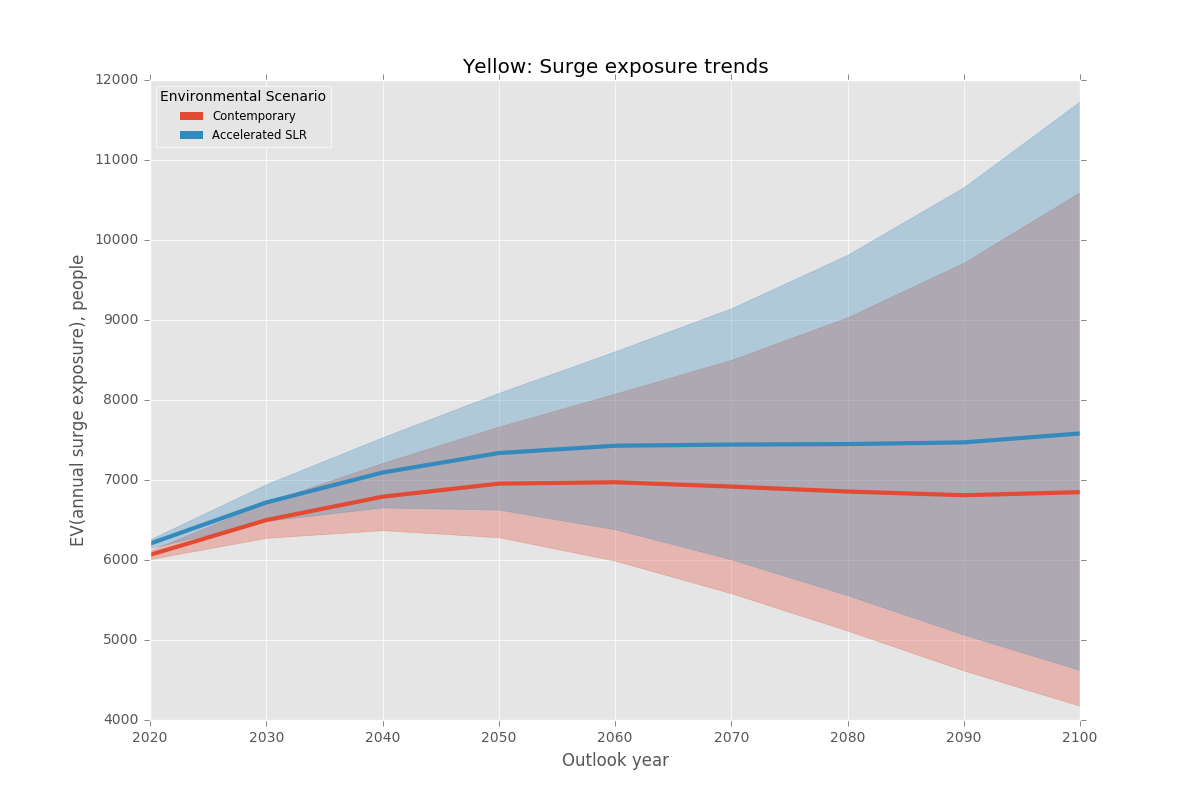 Yellow: Surge exposure trends
Environmental Scenario
Contemporary
Accelerated SLR
12000
11000
10000
9000
8000
7000
6000
5000
4000
EV(annual surge exposure), people
2020 2030 2040 2050 2060 2070 2080 2090 2100
Outlook year